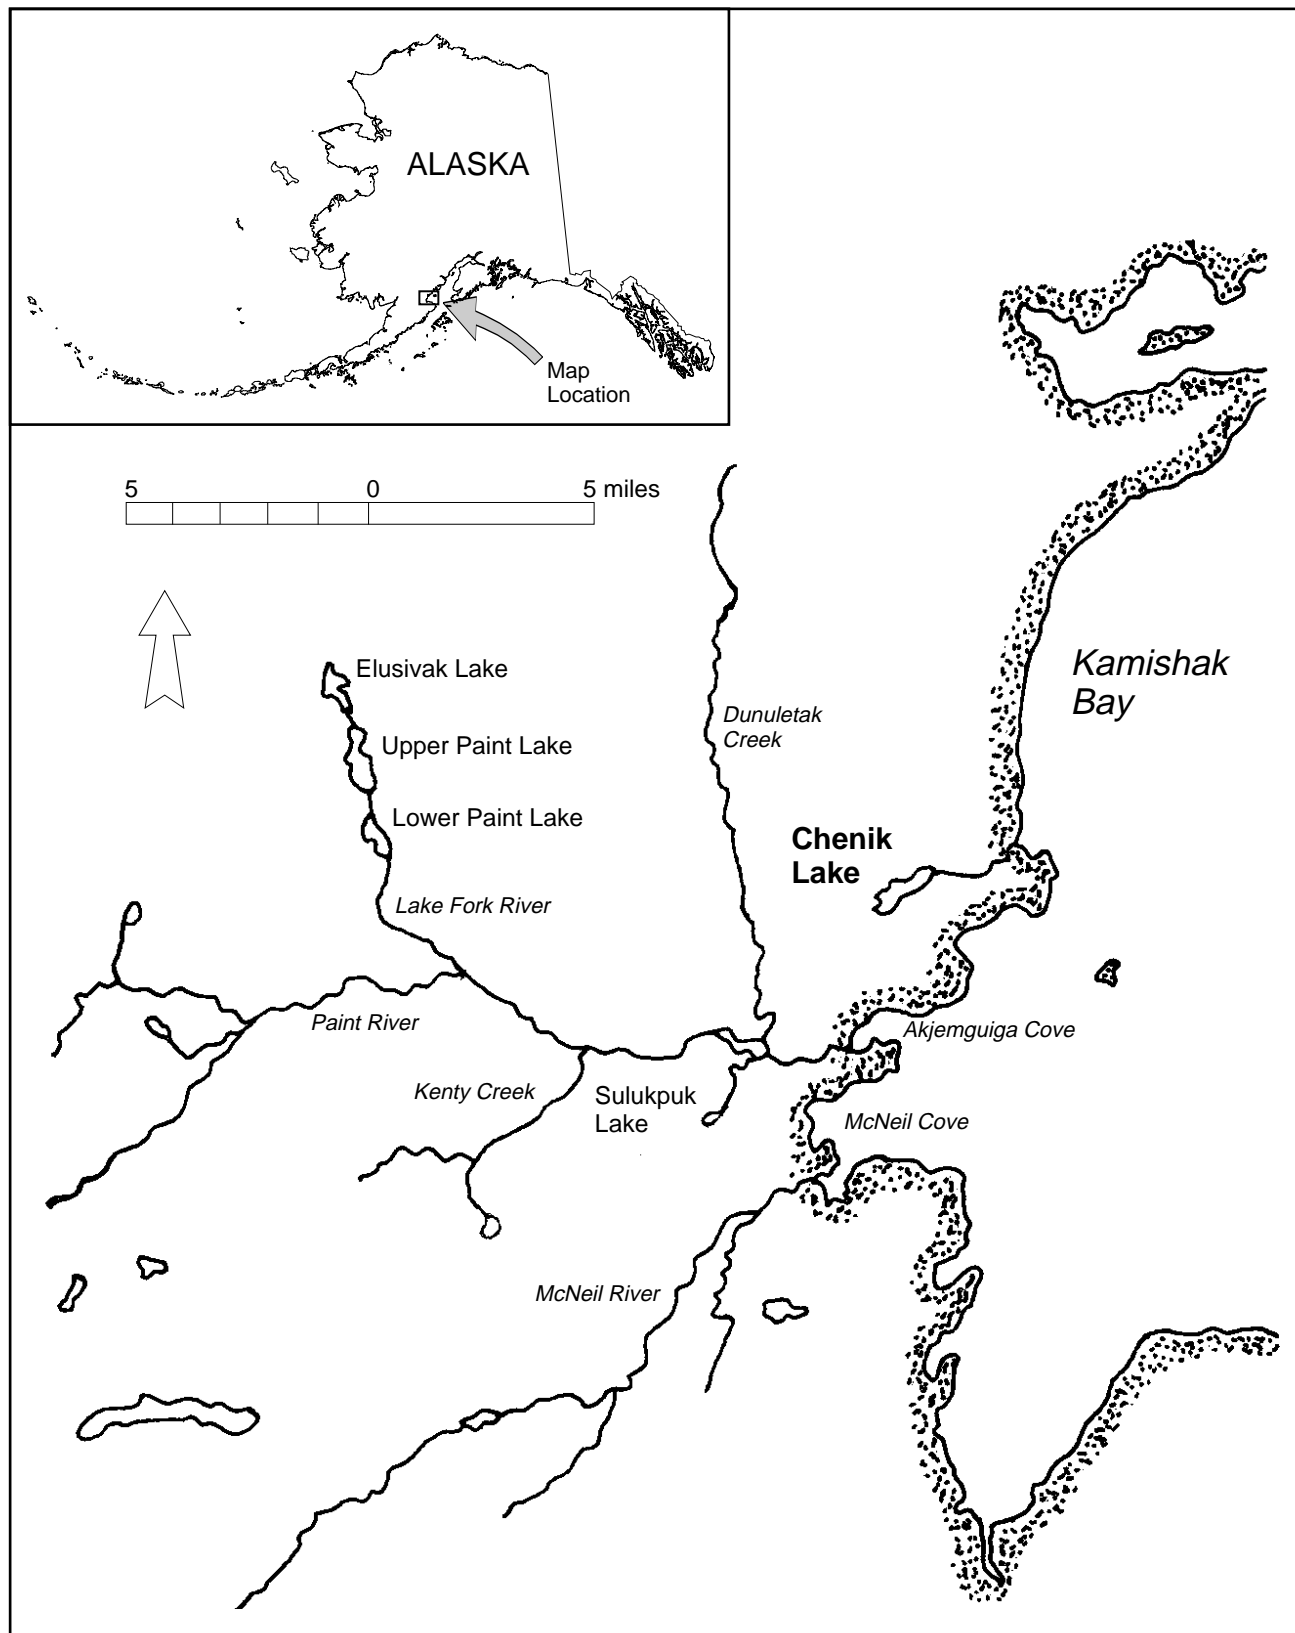 ALASKA
Map
Location
5 0 5 miles
Elusivak Lake
Upper Paint Lake
Lower Paint Lake
Lake Fork River
Dunuletak
Creek
Kamishak
Bay
Chenik
Lake
Paint River
Akjemguiga Cove
Kenty Creek
Sulukpuk
Lake
McNeil Cove
McNeil River